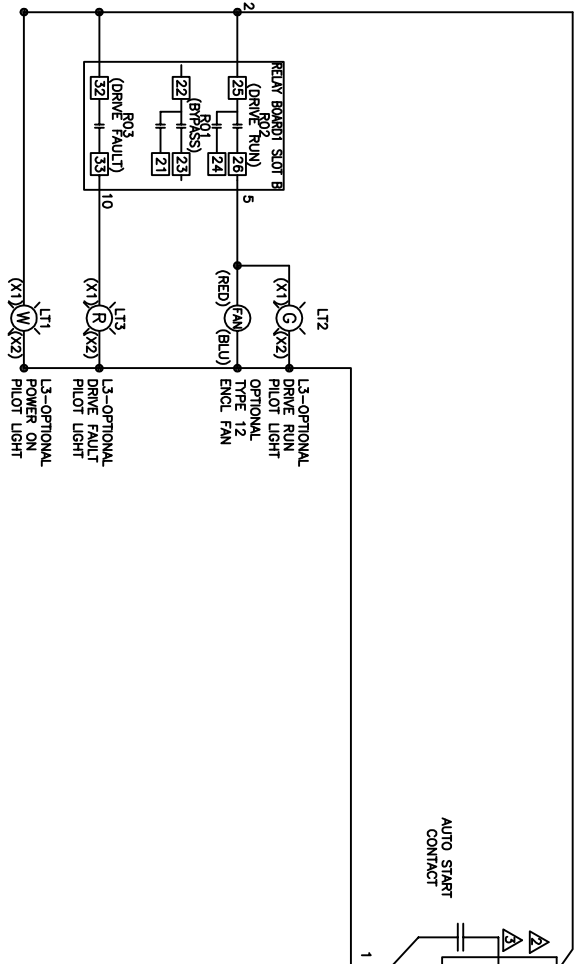 2
3
AUTO START
CONTACT
1
LT2
(X1) G (X2)
L3-OPTIONAL
DRIVE RUN
PILOT LIGHT
RELAY BOARD1 SLOT B
2
R02
25 26
(DRIVE RUN)
24
5
(RED) FAN (BLU)
OPTIONAL
TYPE 12
ENCL FAN
R01
22 23
(BYPASS)
21
R03
32 33
(DRIVE FAULT)
10
LT3
(X1) R (X2)
L3-OPTIONAL
DRIVE FAULT
PILOT LIGHT
LT1
(X1) W (X2)
L3-OPTIONAL
POWER ON
PILOT LIGHT